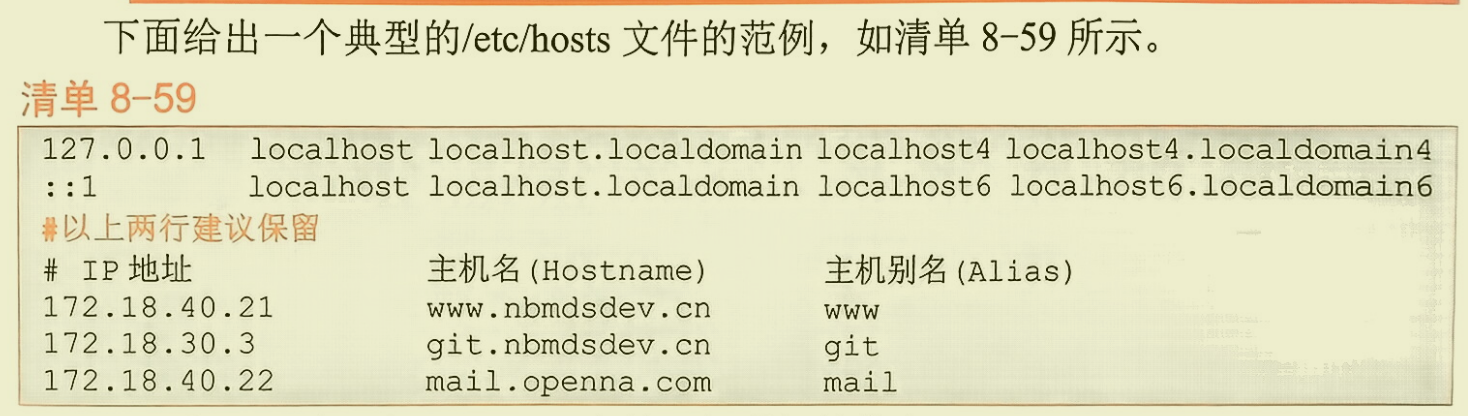 下面给出一个典型的/etc/hosts 文件的范例，如清单 8-59 所示。
清单 8-59
127.0.0.1 localhost localhost.localdomain localhost4 localhost4.localdomain4
::1 localhost localhost.localdomain localhost6 localhost6.localdomain6
#以上两行建议保留
# IP 地址 主机名(Hostname) 主机别名(Alias)
172.18.40.21 www.nbmdsdev.cn www
172.18.30.3 git.nbmdsdev.cn git
172.18.40.22 mail.openna.com mail